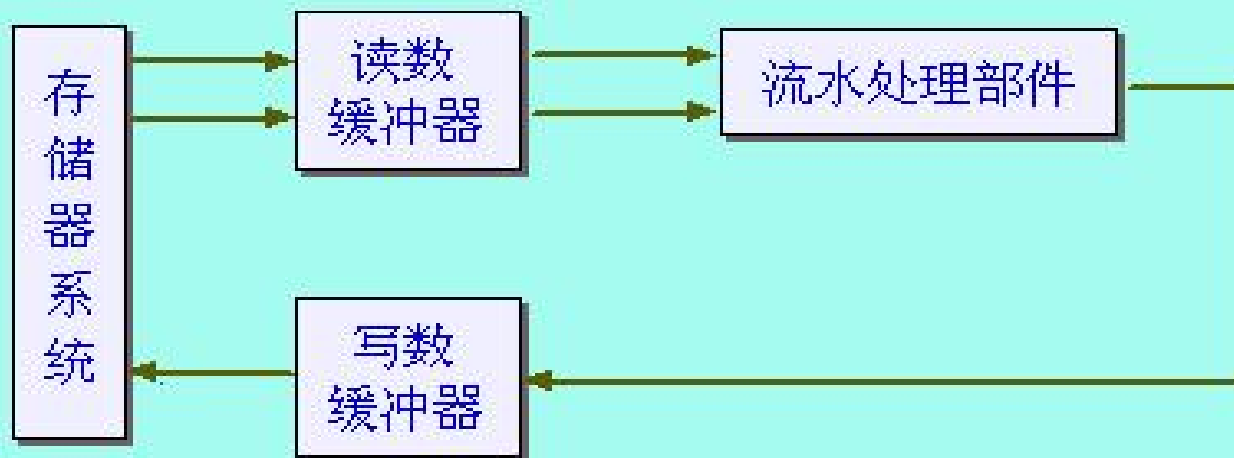 存储器系统
读数
缓冲器
流水处理部件
写数
缓冲器